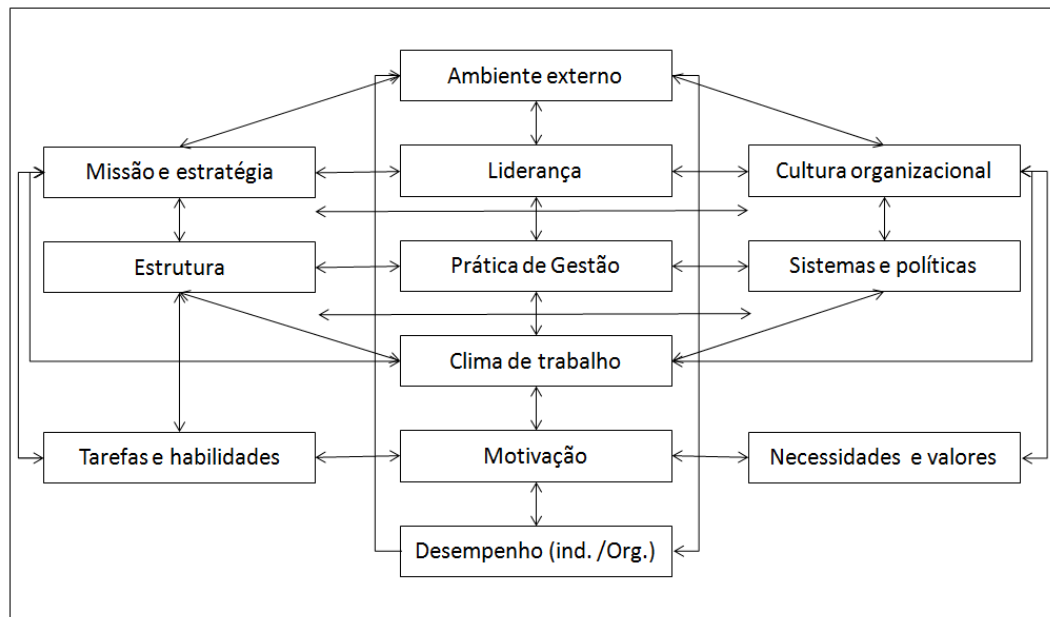 Ambiente externo
Missão e estratégia
Liderança
Cultura organizacional
Estrutura
Prática de Gestão
Sistemas e políticas
Clima de trabalho
Tarefas e habilidades
Motivação
Necessidades e valores
Desempenho (ind. /Org.)